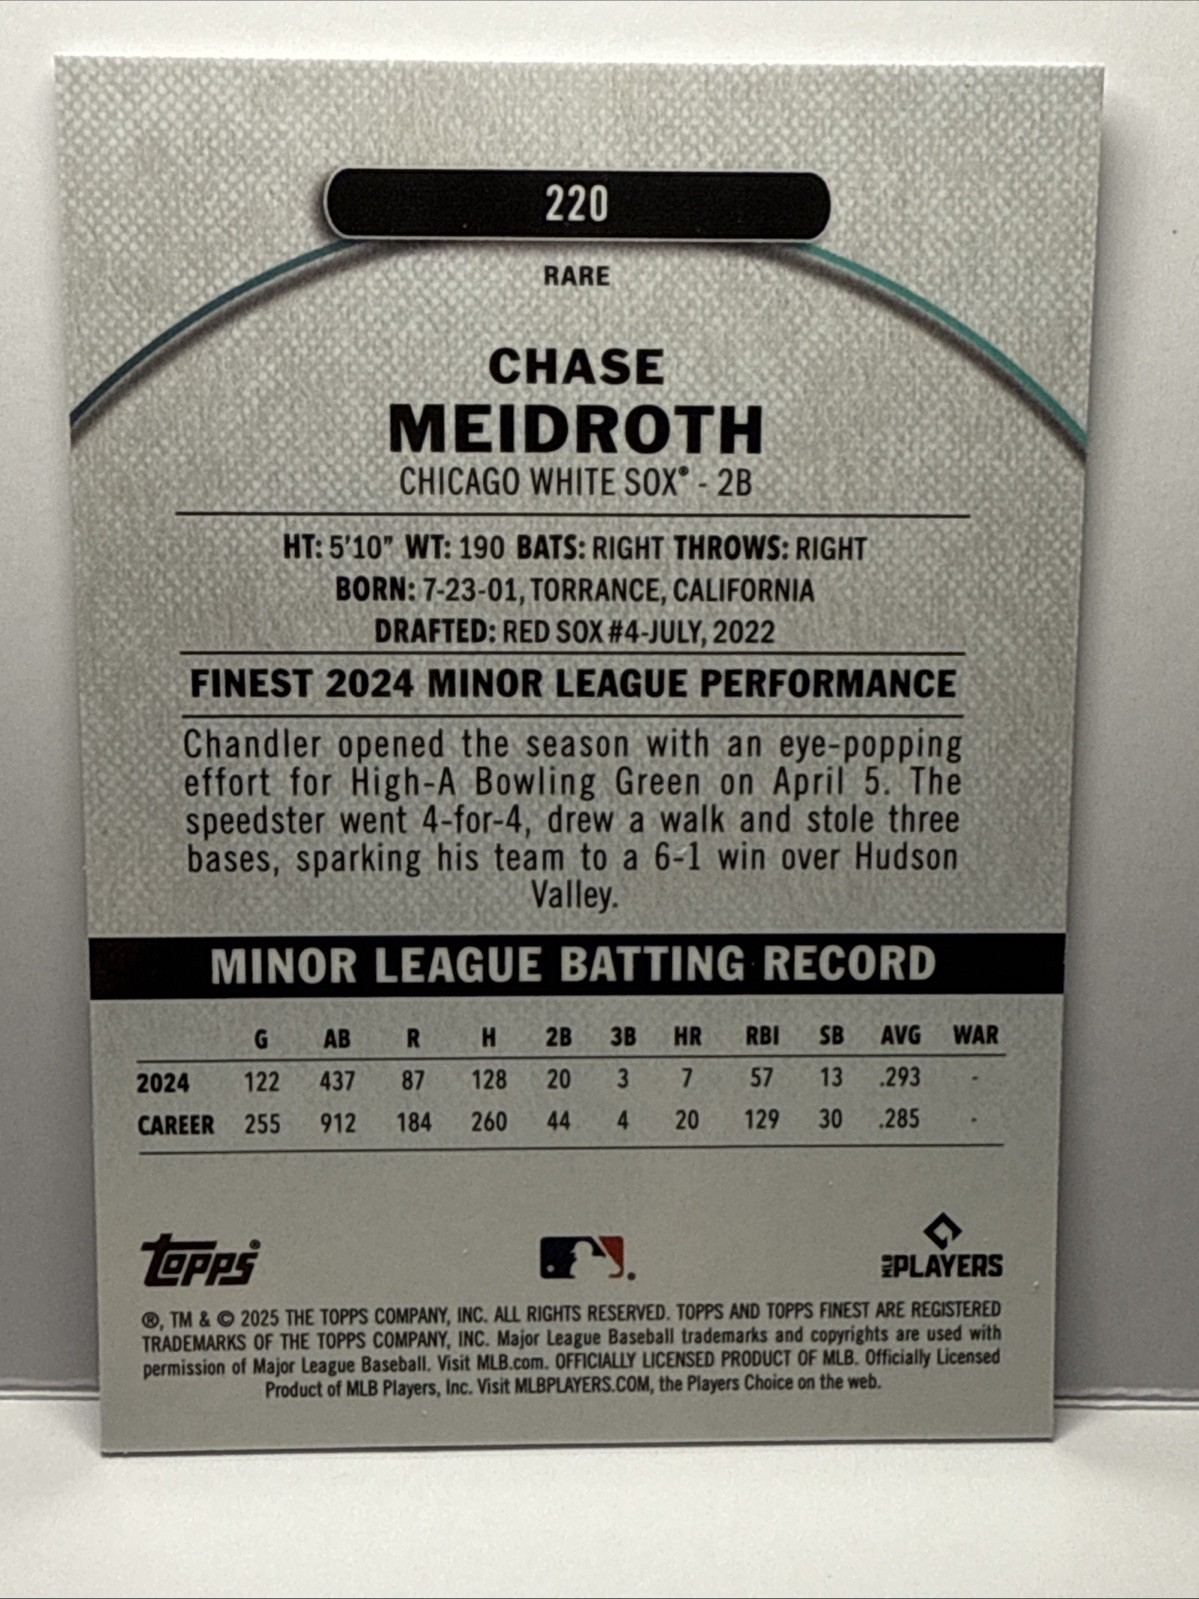 220
RARE
CHASE
MEIDROTH
CHICAGO WHITE SOX® - 2B
HT: 5'10" WT: 190 BATS: RIGHT THROWS: RIGHT
BORN: 7-23-01, TORRANCE, CALIFORNIA
DRAFTED: RED SOX #4-JULY, 2022
FINEST 2024 MINOR LEAGUE PERFORMANCE
Chandler opened the season with an eye-popping
effort for High-A Bowling Green on April 5. The
speedster went 4-for-4, drew a walk and stole three
bases, sparking his team to a 6-1 win over Hudson
Valley.
MINOR LEAGUE BATTING RECORD
G AB R H 2B 3B HR RBI SB AVG WAR
2024 122 437 87 128 20 3 7 57 13 .293 -
CAREER 255 912 184 260 44 4 20 129 30 .285 -
Topps® MLB PLAYERS
®, TM & © 2025 THE TOPPS COMPANY, INC. ALL RIGHTS RESERVED. TOPPS AND TOPPS FINEST ARE REGISTERED
TRADEMARKS OF THE TOPPS COMPANY, INC. Major League Baseball trademarks and copyrights are used with
permission of Major League Baseball. Visit MLB.com. OFFICIALLY LICENSED PRODUCT OF MLB. Officially Licensed
Product of MLB Players, Inc. Visit MLBPLAYERS.COM, the Players Choice on the web.